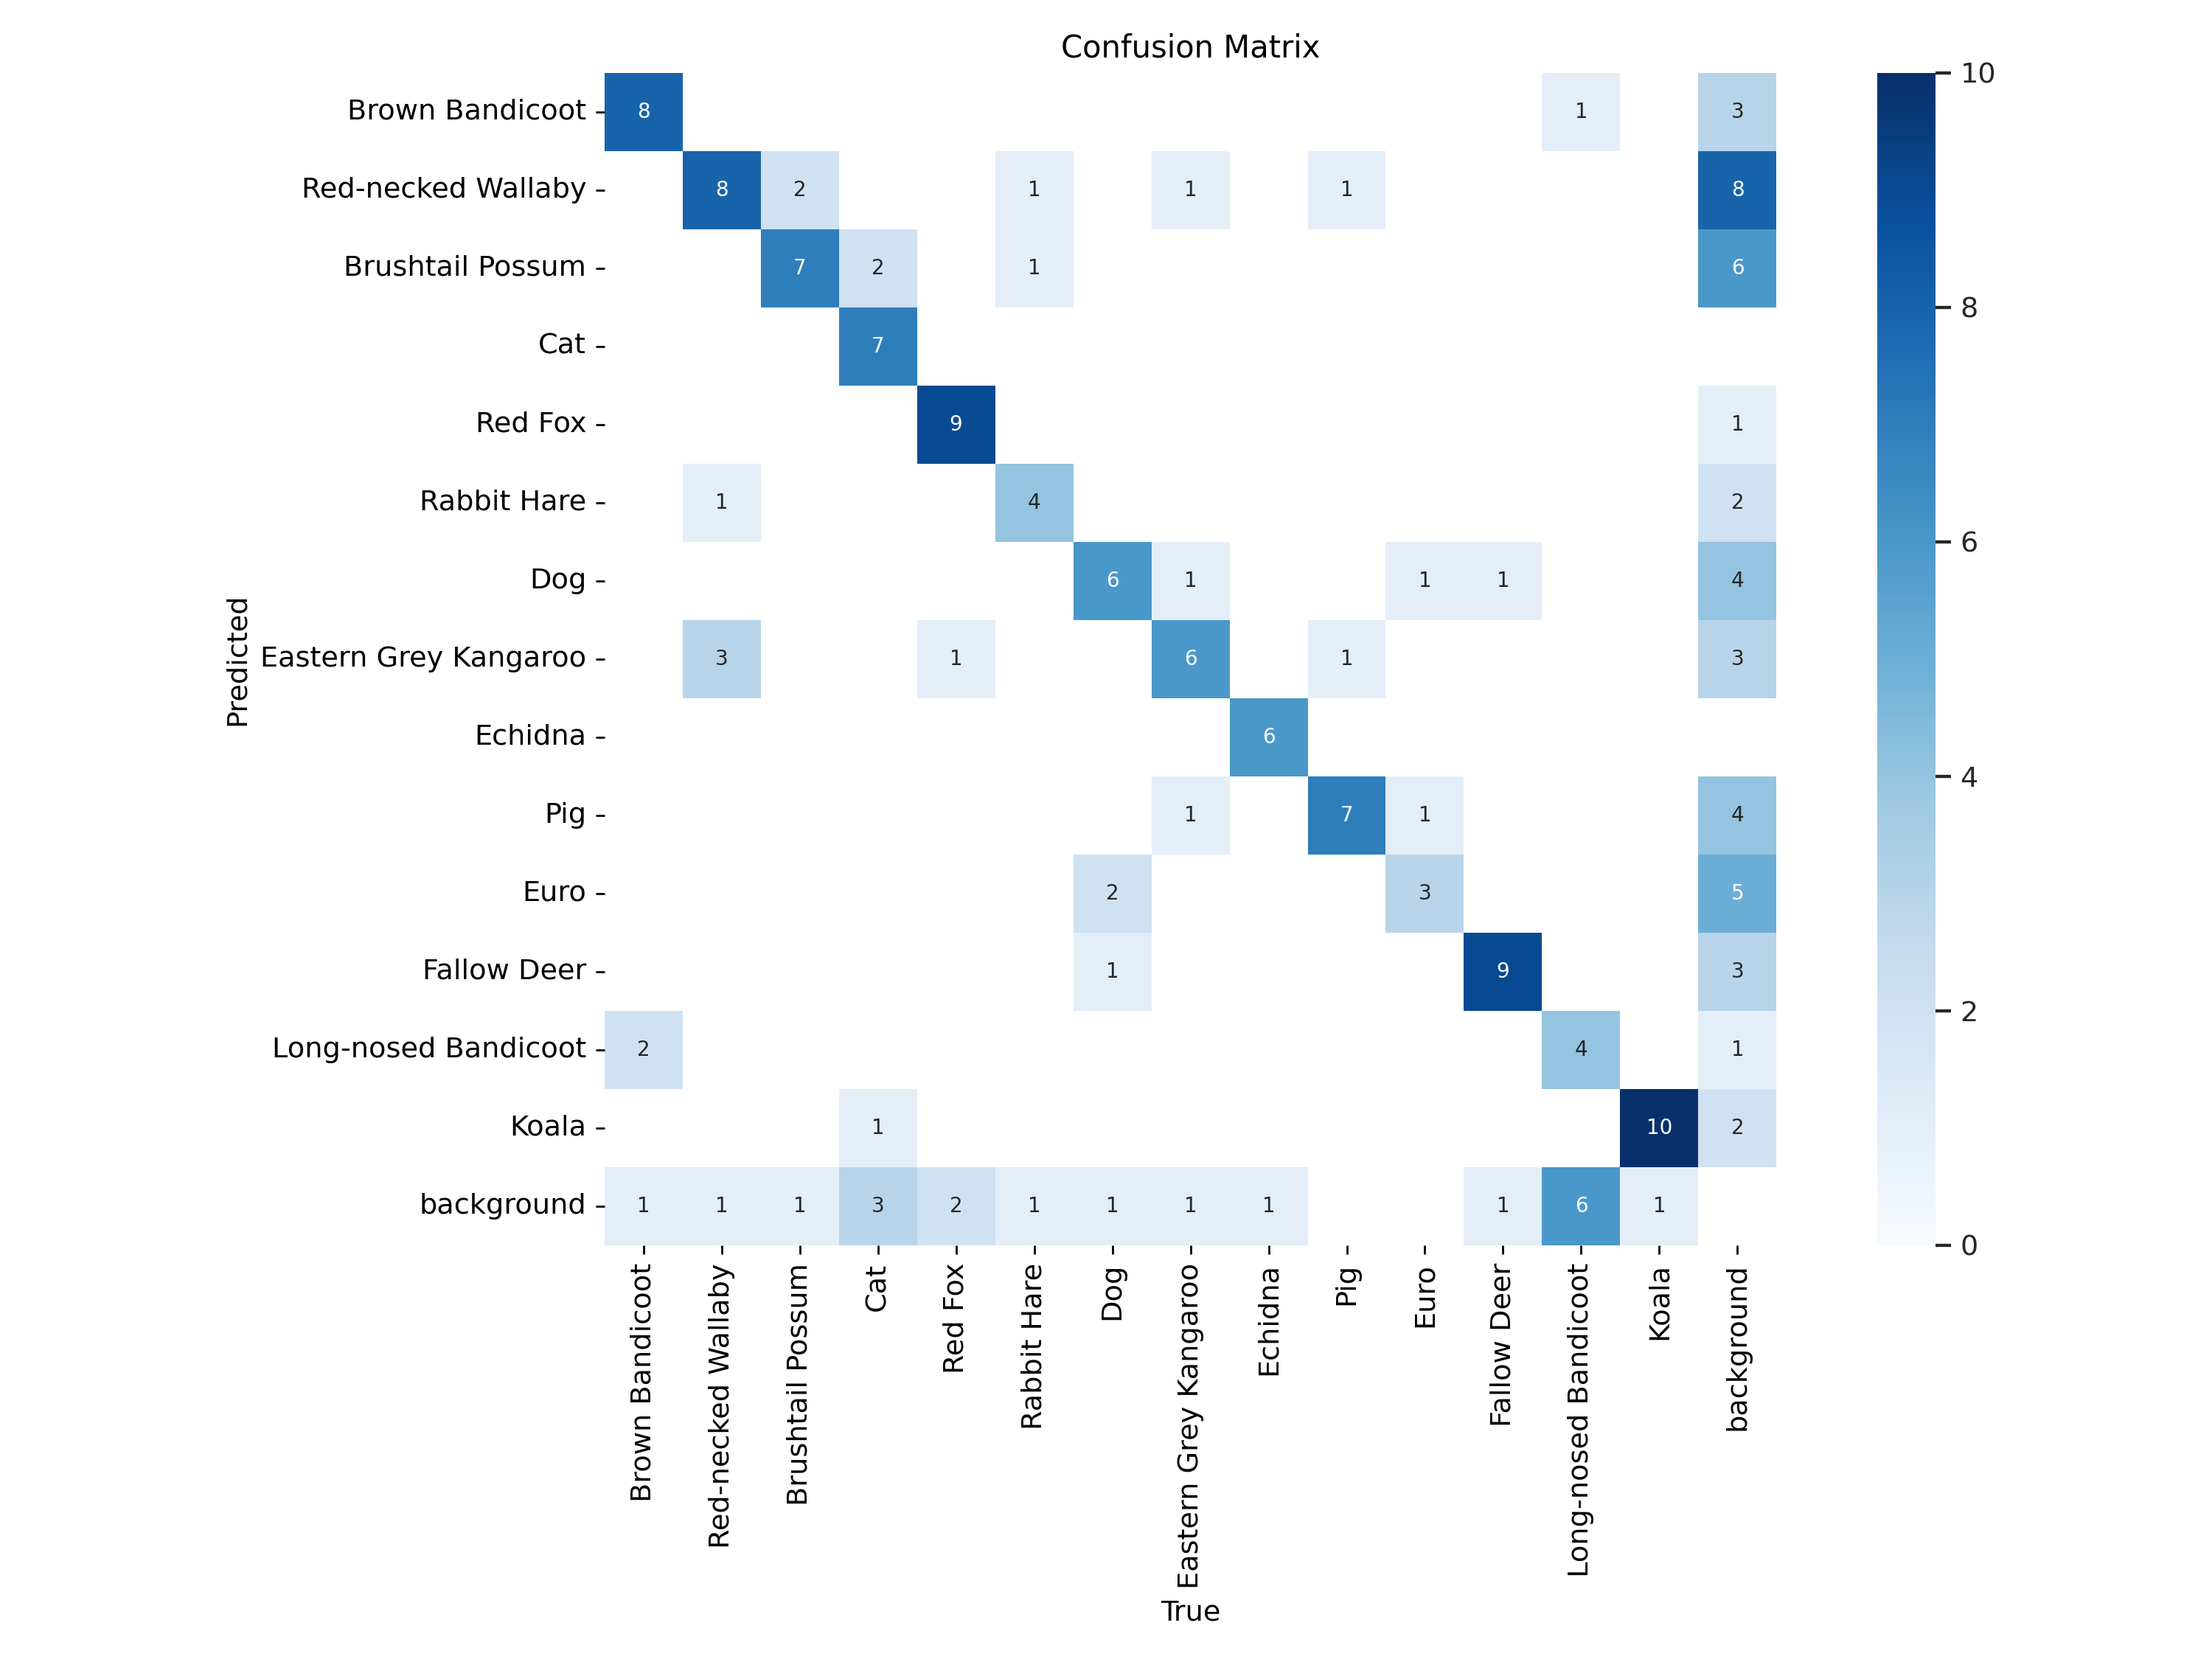 Confusion Matrix
Brown Bandicoot 8 1 3
Red-necked Wallaby 8 2 1 1 1 8
Brushtail Possum 7 2 1 6
Cat 7
Red Fox 9 1
Rabbit Hare 1 4 2
Dog 6 1 1 1 4
Eastern Grey Kangaroo 3 1 6 1 3
Echidna 6
Pig 1 7 1 4
Euro 2 3 5
Fallow Deer 1 9 3
Long-nosed Bandicoot 2 4 1
Koala 1 10 2
background 1 1 1 3 2 1 1 1 1 1 6 1
Predicted
Brown Bandicoot
Red-necked Wallaby
Brushtail Possum
Cat
Red Fox
Rabbit Hare
Dog
Eastern Grey Kangaroo
Echidna
Pig
Euro
Fallow Deer
Long-nosed Bandicoot
Koala
background
True
10
8
6
4
2
0